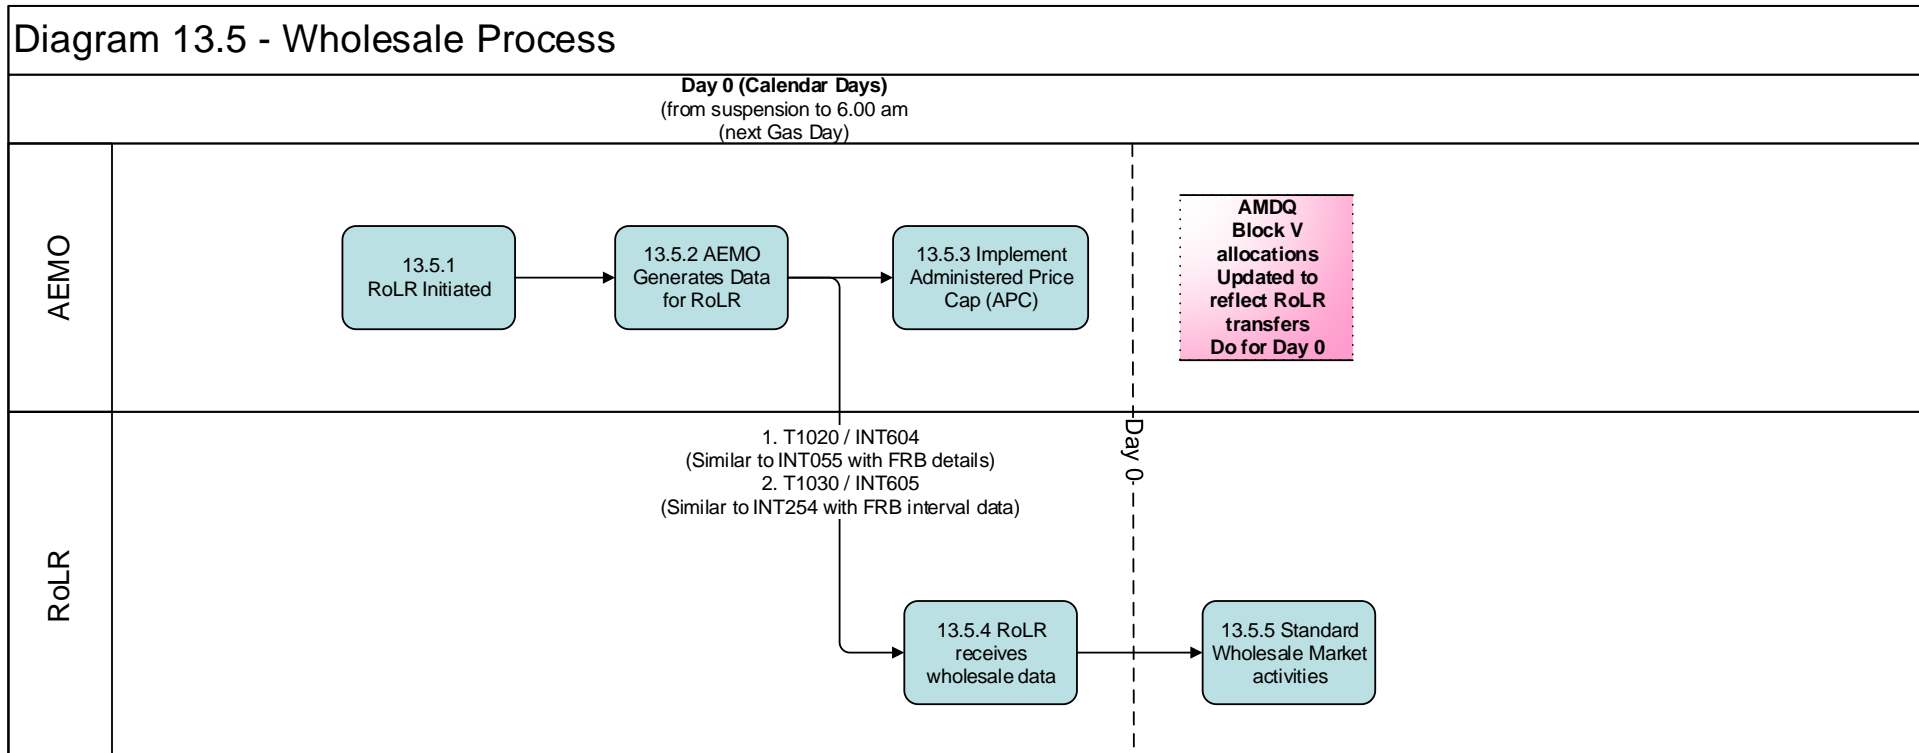 Diagram 13.5 - Wholesale Process
Day 0 (Calendar Days)
(from suspension to 6.00 am
(next Gas Day)
AEMO
13.5.1
RoLR Initiated
13.5.2 AEMO
Generates Data
for RoLR
13.5.3 Implement
Administered Price
Cap (APC)
AMDQ
Block V
allocations
Updated to
reflect RoLR
transfers
Do for Day 0
RoLR
1. T1020 / INT604
(Similar to INT055 with FRB details)
2. T1030 / INT605
(Similar to INT254 with FRB interval data)
Day 0
13.5.4 RoLR
receives
wholesale data
13.5.5 Standard
Wholesale Market
activities